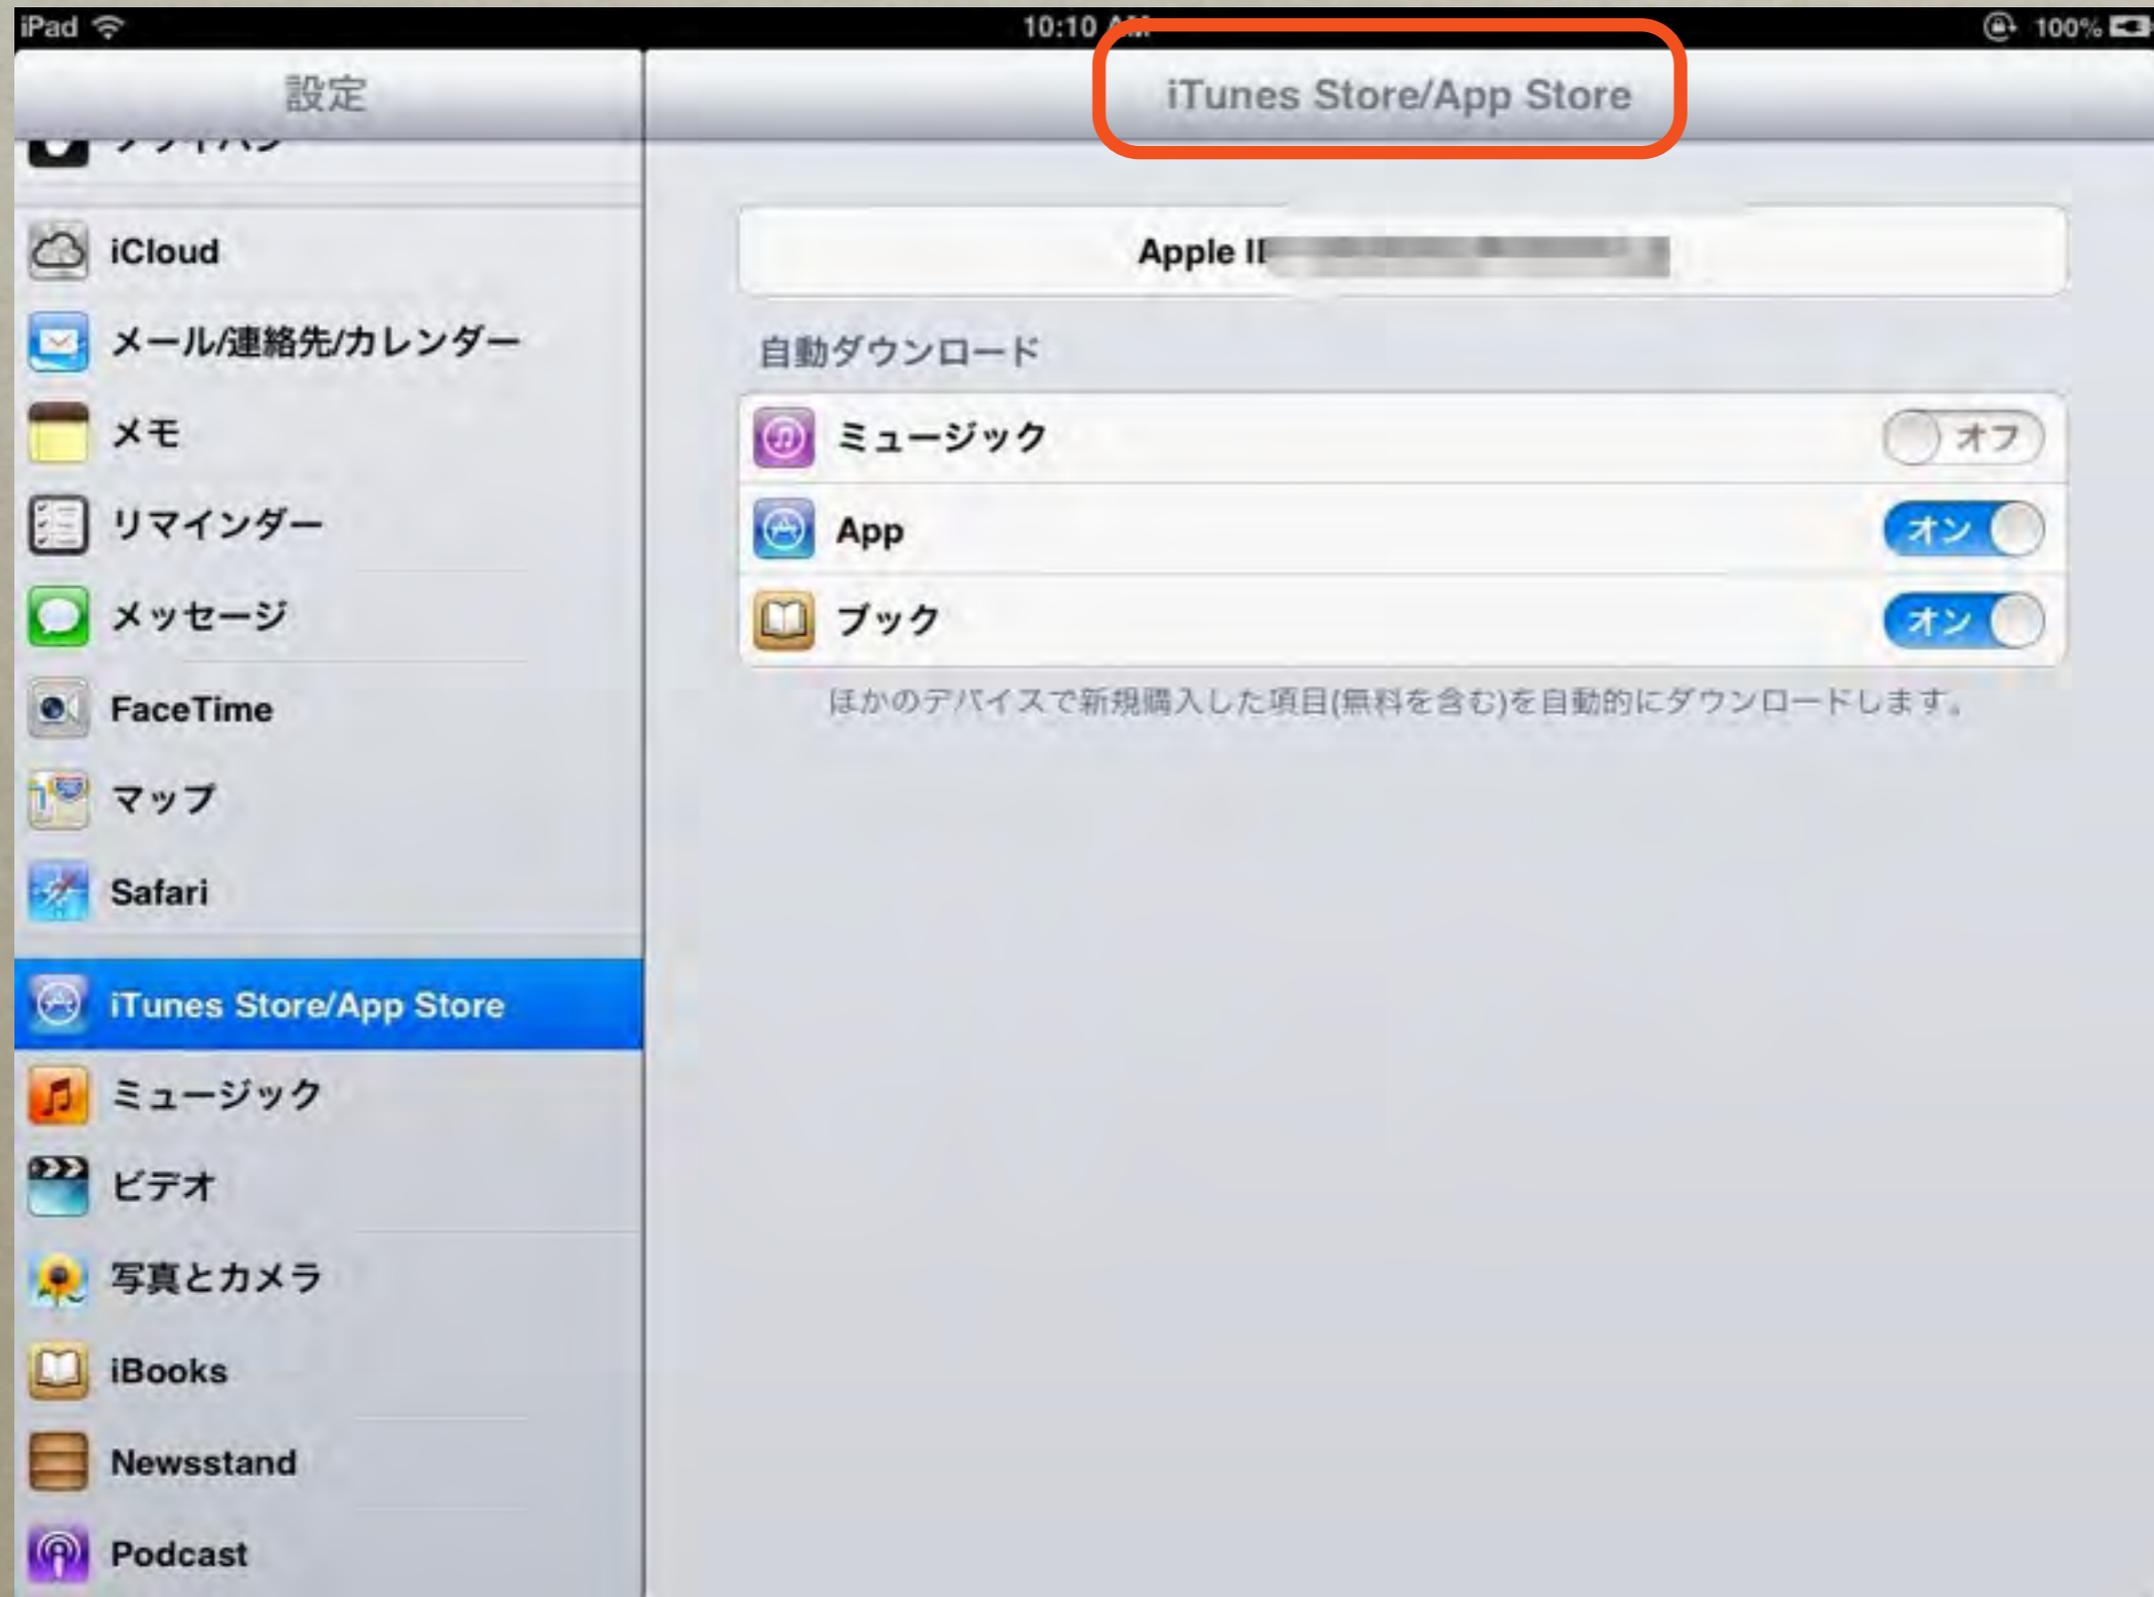 iPad
10:10 AM
100%
設定
iTunes Store/App Store
iCloud
メール/連絡先/カレンダー
メモ
リマインダー
メッセージ
FaceTime
マップ
Safari
iTunes Store/App Store
ミュージック
ビデオ
写真とカメラ
iBooks
Newsstand
Podcast
Apple ID
自動ダウンロード
ミュージック
オフ
App
オン
ブック
オン
ほかのデバイスで新規購入した項目(無料を含む)を自動的にダウンロードします。